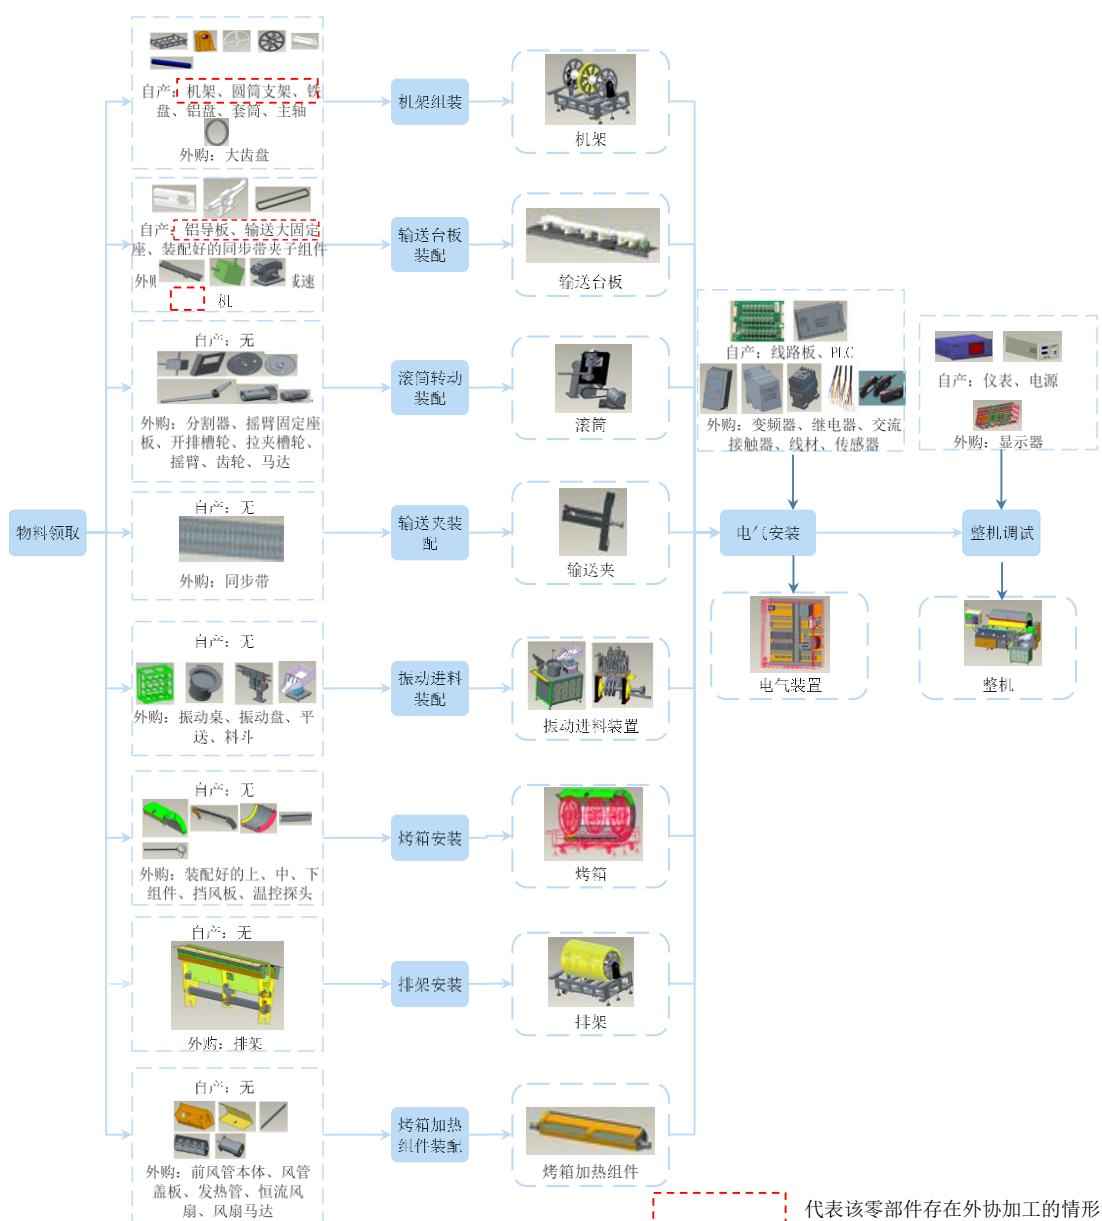 物料领取
自产：机架、圆筒支架、铁
盘、铝盘、套筒、主轴
外购：大齿盘
机架组装
机架
自产：铝导板、输送大固定
座、装配好的同步带夹子组件
外购
减速
机
输送台板
装配
输送台板
自产：无
外购：分割器、摇臂固定座
板、开排槽轮、拉夹槽轮、
摇臂、齿轮、马达
滚筒转动
装配
滚筒
自产：无
外购：同步带
输送夹装
配
输送夹
自产：无
外购：振动桌、振动盘、平
送、料斗
振动进料
装配
振动进料装置
自产：无
外购：装配好的上、中、下
组件、挡风板、温控探头
烤箱安装
烤箱
自产：无
外购：排架
排架安装
排架
自产：无
外购：前风管本体、风管
盖板、发热管、恒流风
扇、风扇马达
烤箱加热
组件装配
烤箱加热组件
自产：线路板、PLC
外购：变频器、继电器、交流
接触器、线材、传感器
电气安装
电气装置
自产：仪表、电源
外购：显示器
整机调试
整机
代表该零部件存在外协加工的情形